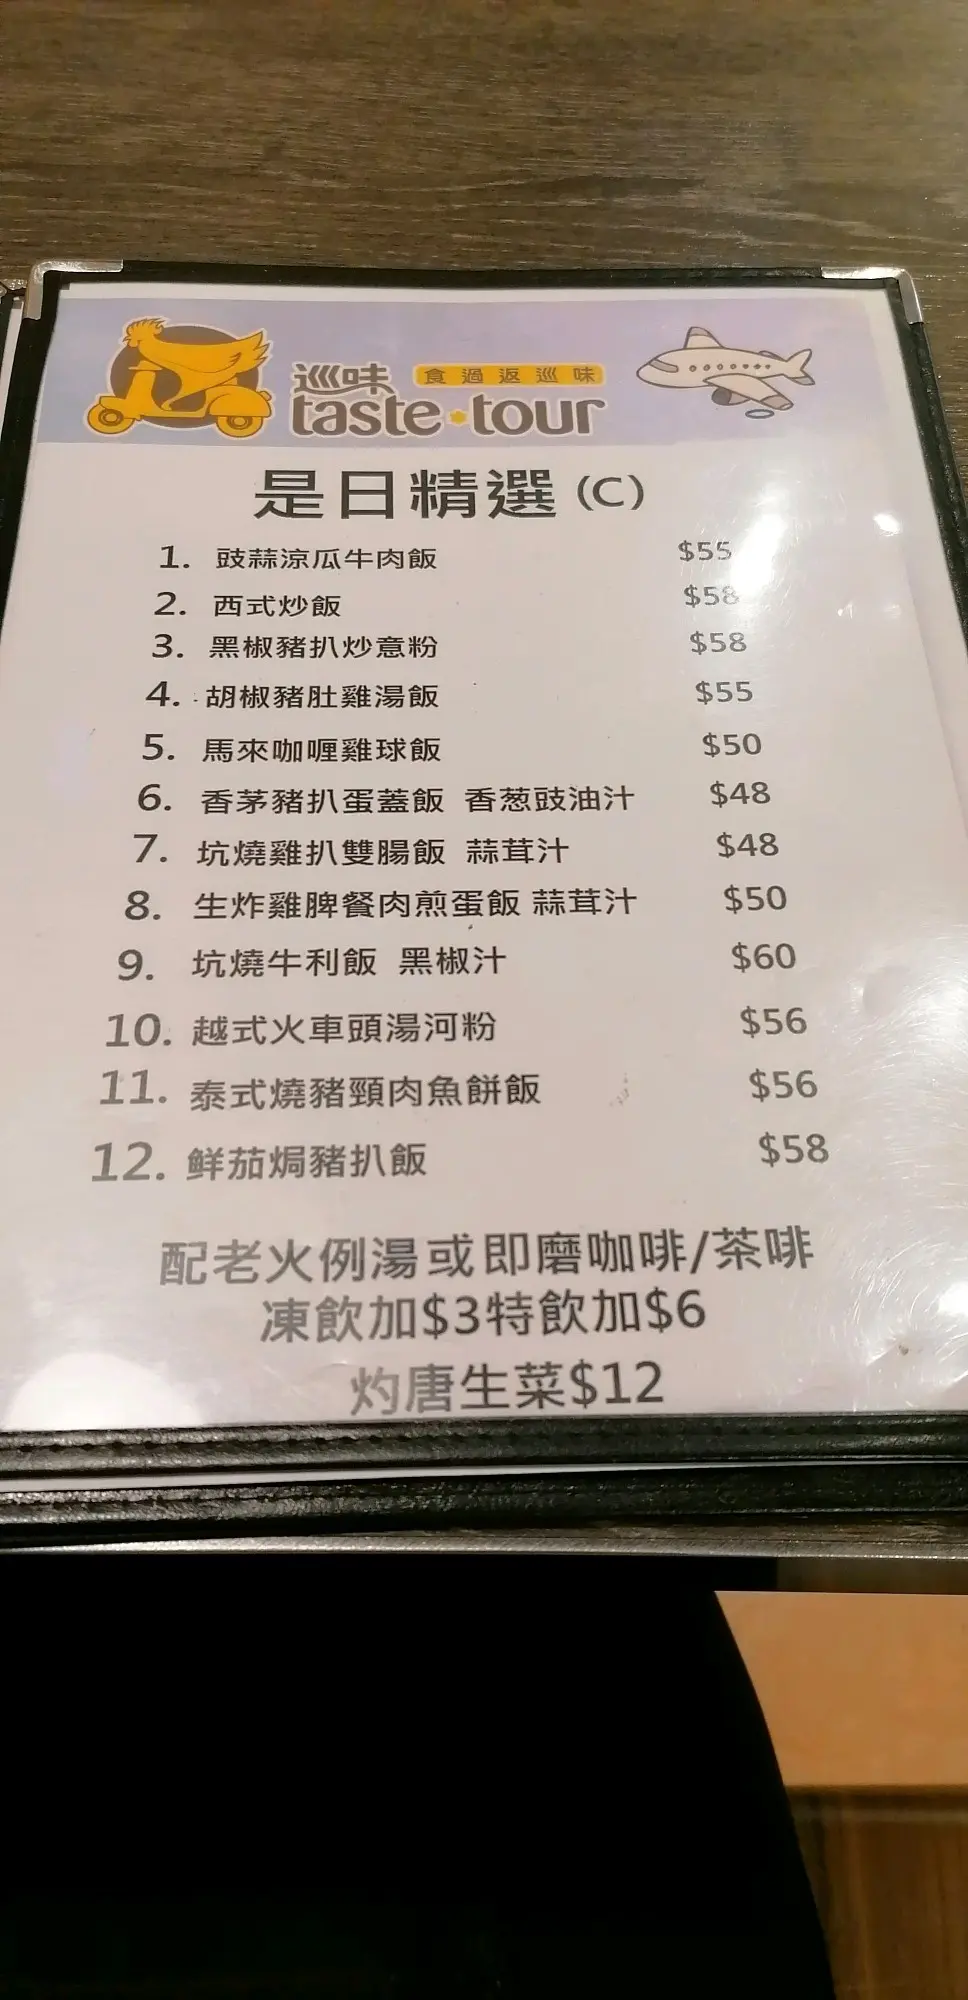 巡味 食過返巡味
taste tour
是日精選 (C)
1. 豉蒜涼瓜牛肉飯 $55
2. 西式炒飯 $58
3. 黑椒豬扒炒意粉 $58
4. 胡椒豬肚雞湯飯 $55
5. 馬來咖喱雞球飯 $50
6. 香茅豬扒蛋蓋飯 香葱豉油汁 $48
7. 坑燒雞扒雙腸飯 蒜茸汁 $48
8. 生炸雞脾餐肉煎蛋飯 蒜茸汁 $50
9. 坑燒牛利飯 黑椒汁 $60
10. 越式火車頭湯河粉 $56
11. 泰式燒豬頸肉魚餅飯 $56
12. 鮮茄焗豬扒飯 $58
配老火例湯或即磨咖啡/茶啡
凍飲加$3特飲加$6
灼唐生菜$12